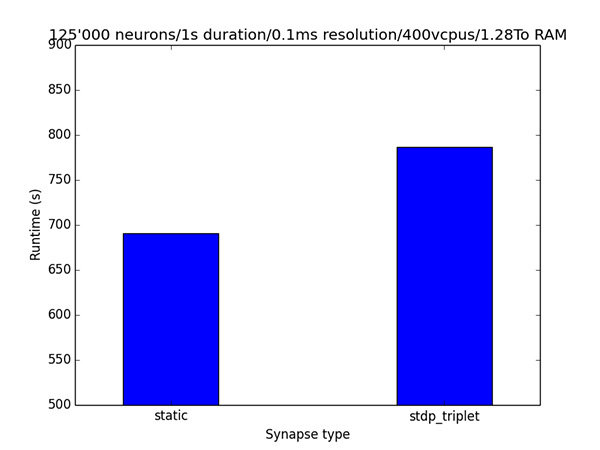 125'000 neurons/1s duration/0.1ms resolution/400vcpus/1.28To RAM
900
850
800
750
700
650
600
550
500
Runtime (s)
static
stdp_triplet
Synapse type